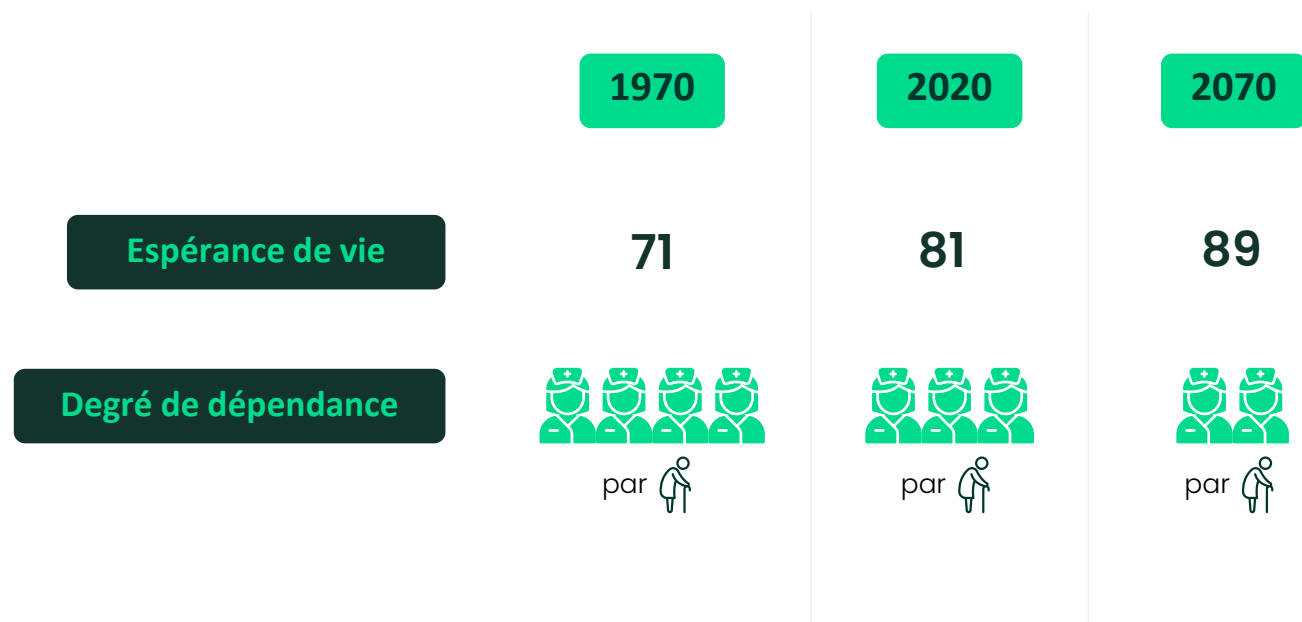 1970 2020 2070
Espérance de vie 71 81 89
Degré de dépendance
par par par